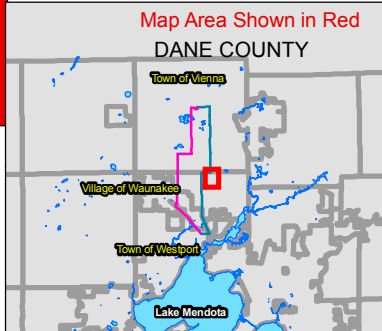 Map Area Shown in Red
DANE COUNTY
Town of Vienna
Village of Waunakee
Town of Westport
Lake Mendota